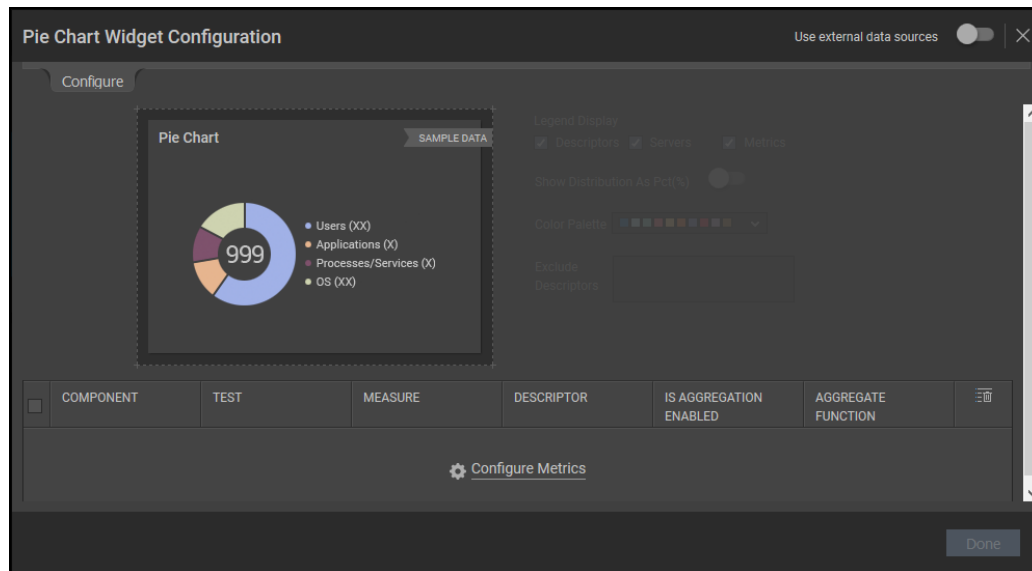 Pie Chart Widget Configuration
Use external data sources
Configure
Pie Chart
SAMPLE DATA
999
Users (XX)
Applications (X)
Processes/Services (X)
OS (XX)
Legend Display
Descriptors
Servers
Metrics
Show Distribution As Pct(%)
Color Palette
Exclude
Descriptors
COMPONENT
TEST
MEASURE
DESCRIPTOR
IS AGGREGATION
ENABLED
AGGREGATE
FUNCTION
Configure Metrics
Done